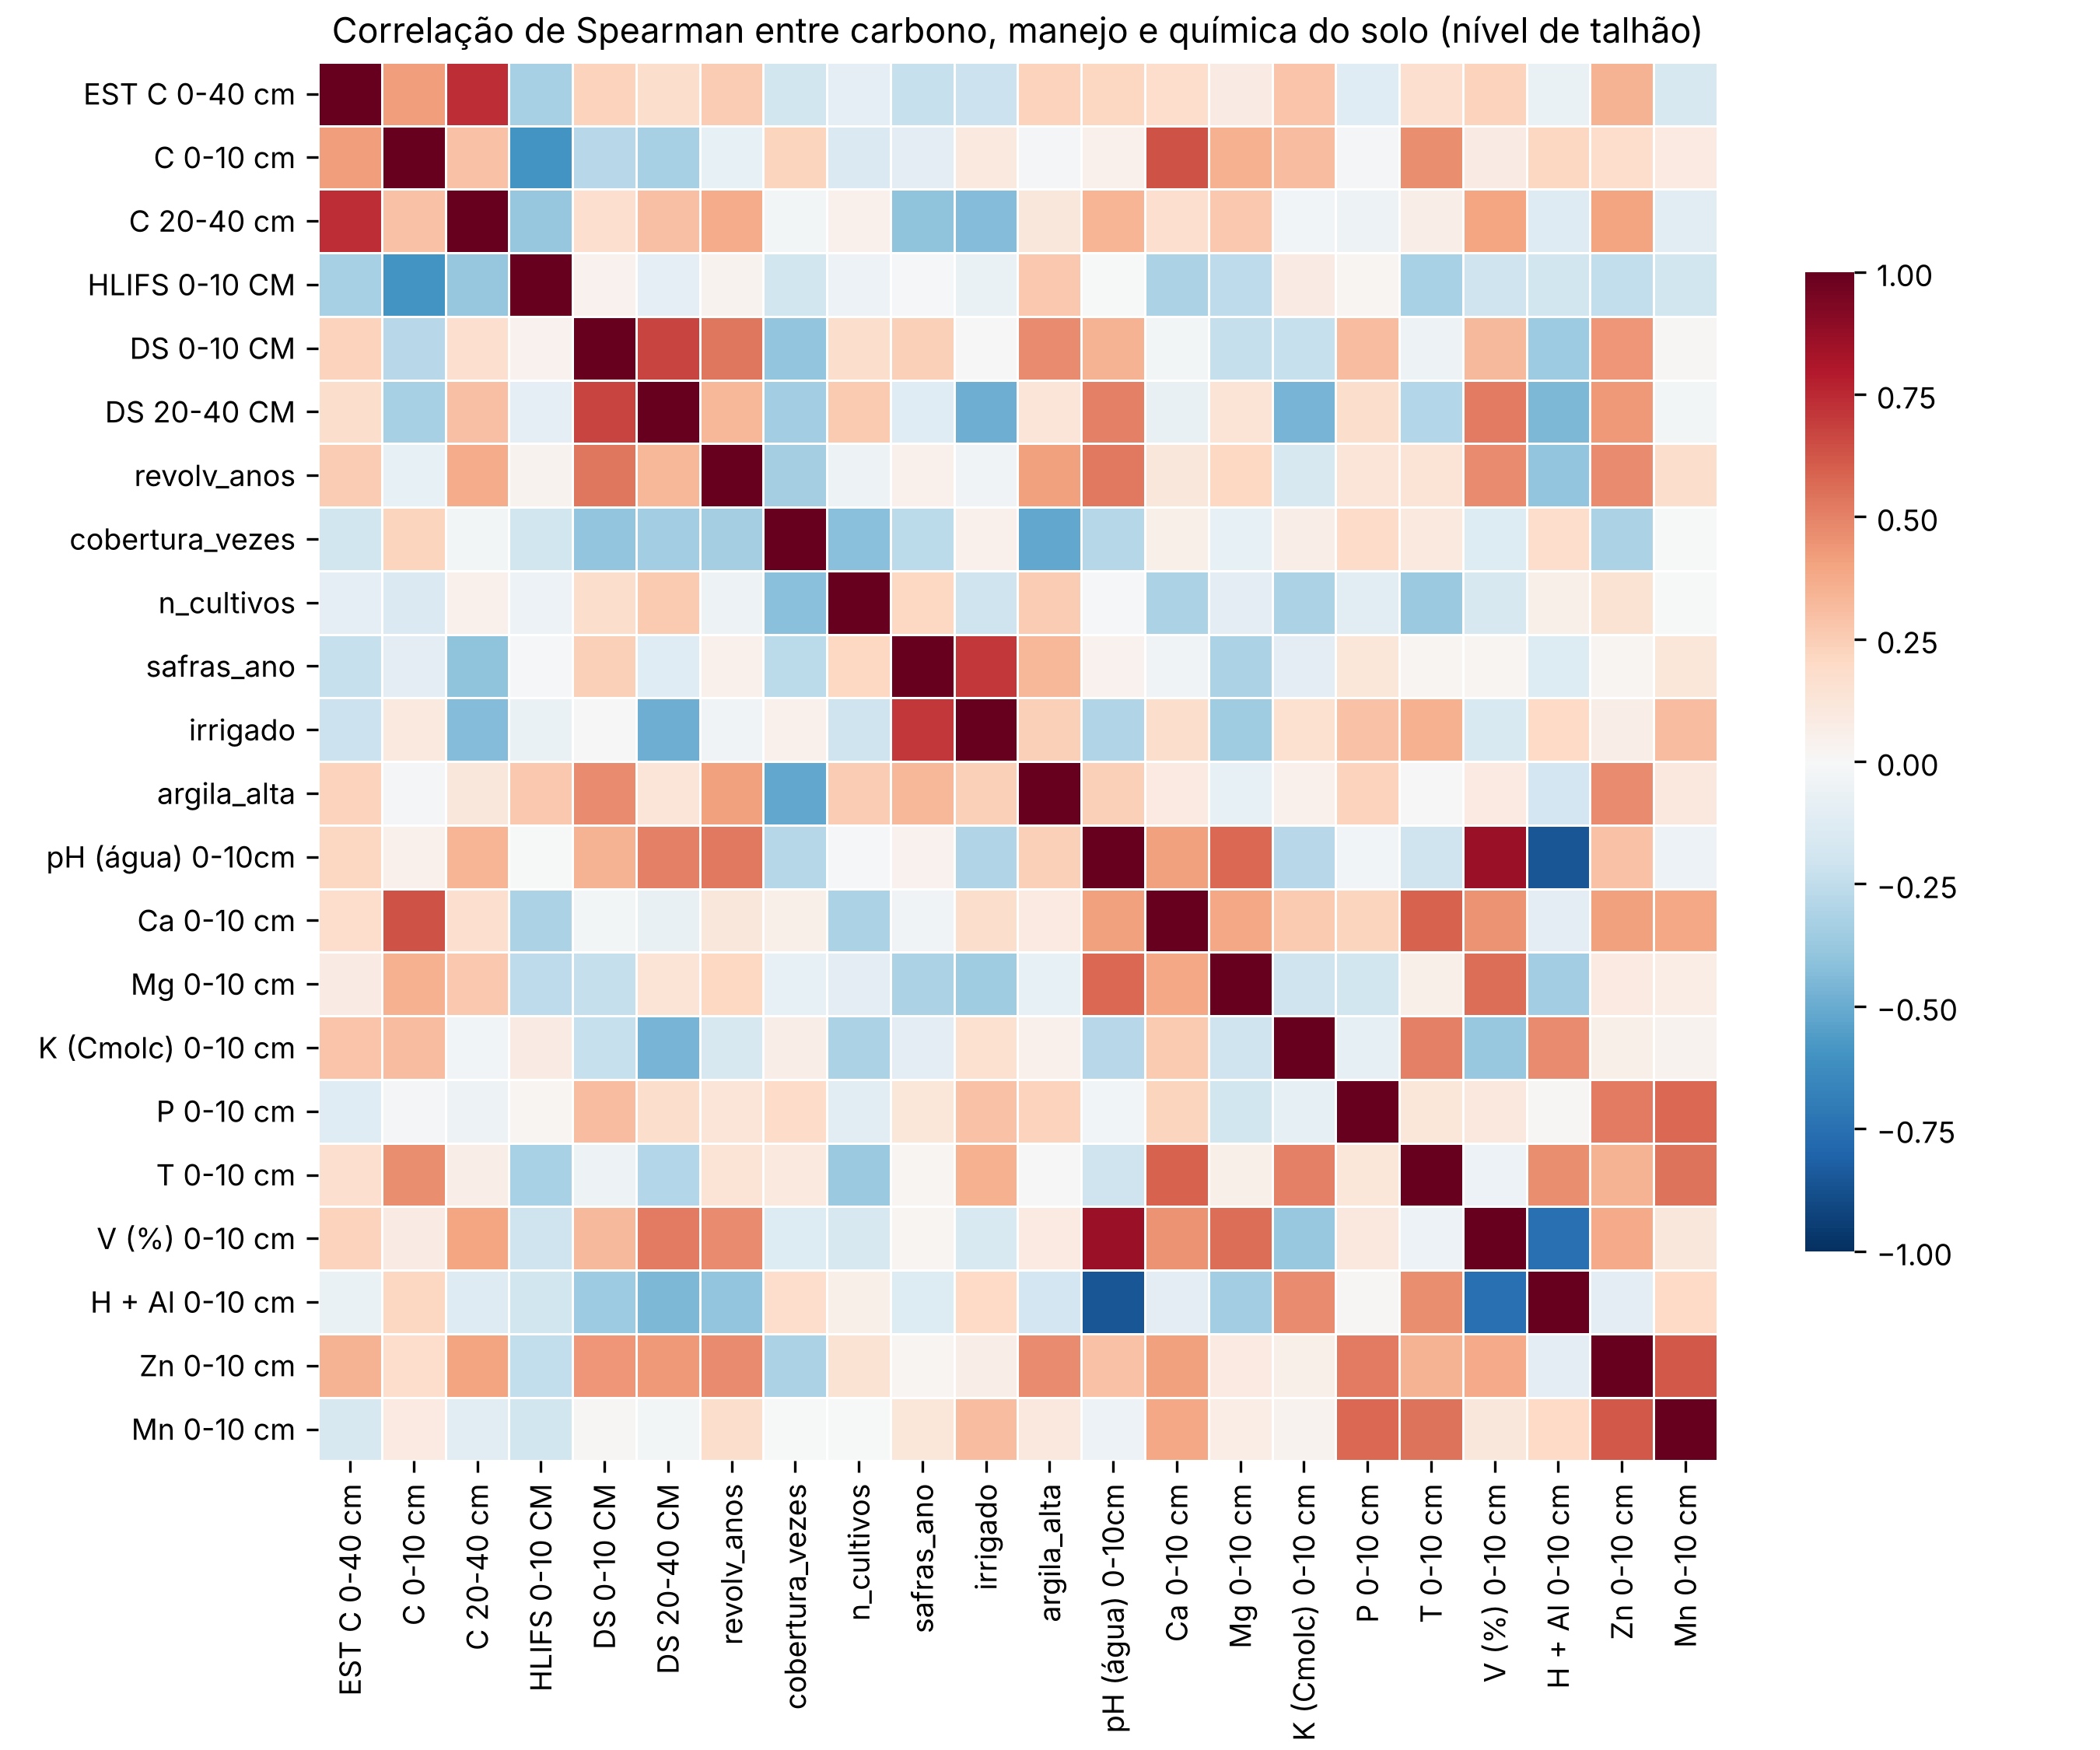 Correlação de Spearman entre carbono, manejo e química do solo (nível de talhão)
EST C 0-40 cm
C 0-10 cm
C 20-40 cm
HLIFS 0-10 CM
DS 0-10 CM
DS 20-40 CM
revolv_anos
cobertura_vezes
n_cultivos
safras_ano
irrigado
argila_alta
pH (água) 0-10cm
Ca 0-10 cm
Mg 0-10 cm
K (Cmolc) 0-10 cm
P 0-10 cm
T 0-10 cm
V (%) 0-10 cm
H + Al 0-10 cm
Zn 0-10 cm
Mn 0-10 cm
EST C 0-40 cm
C 0-10 cm
C 20-40 cm
HLIFS 0-10 CM
DS 0-10 CM
DS 20-40 CM
revolv_anos
cobertura_vezes
n_cultivos
safras_ano
irrigado
argila_alta
pH (água) 0-10cm
Ca 0-10 cm
Mg 0-10 cm
K (Cmolc) 0-10 cm
P 0-10 cm
T 0-10 cm
V (%) 0-10 cm
H + Al 0-10 cm
Zn 0-10 cm
Mn 0-10 cm
1.00
0.75
0.50
0.25
0.00
−0.25
−0.50
−0.75
−1.00